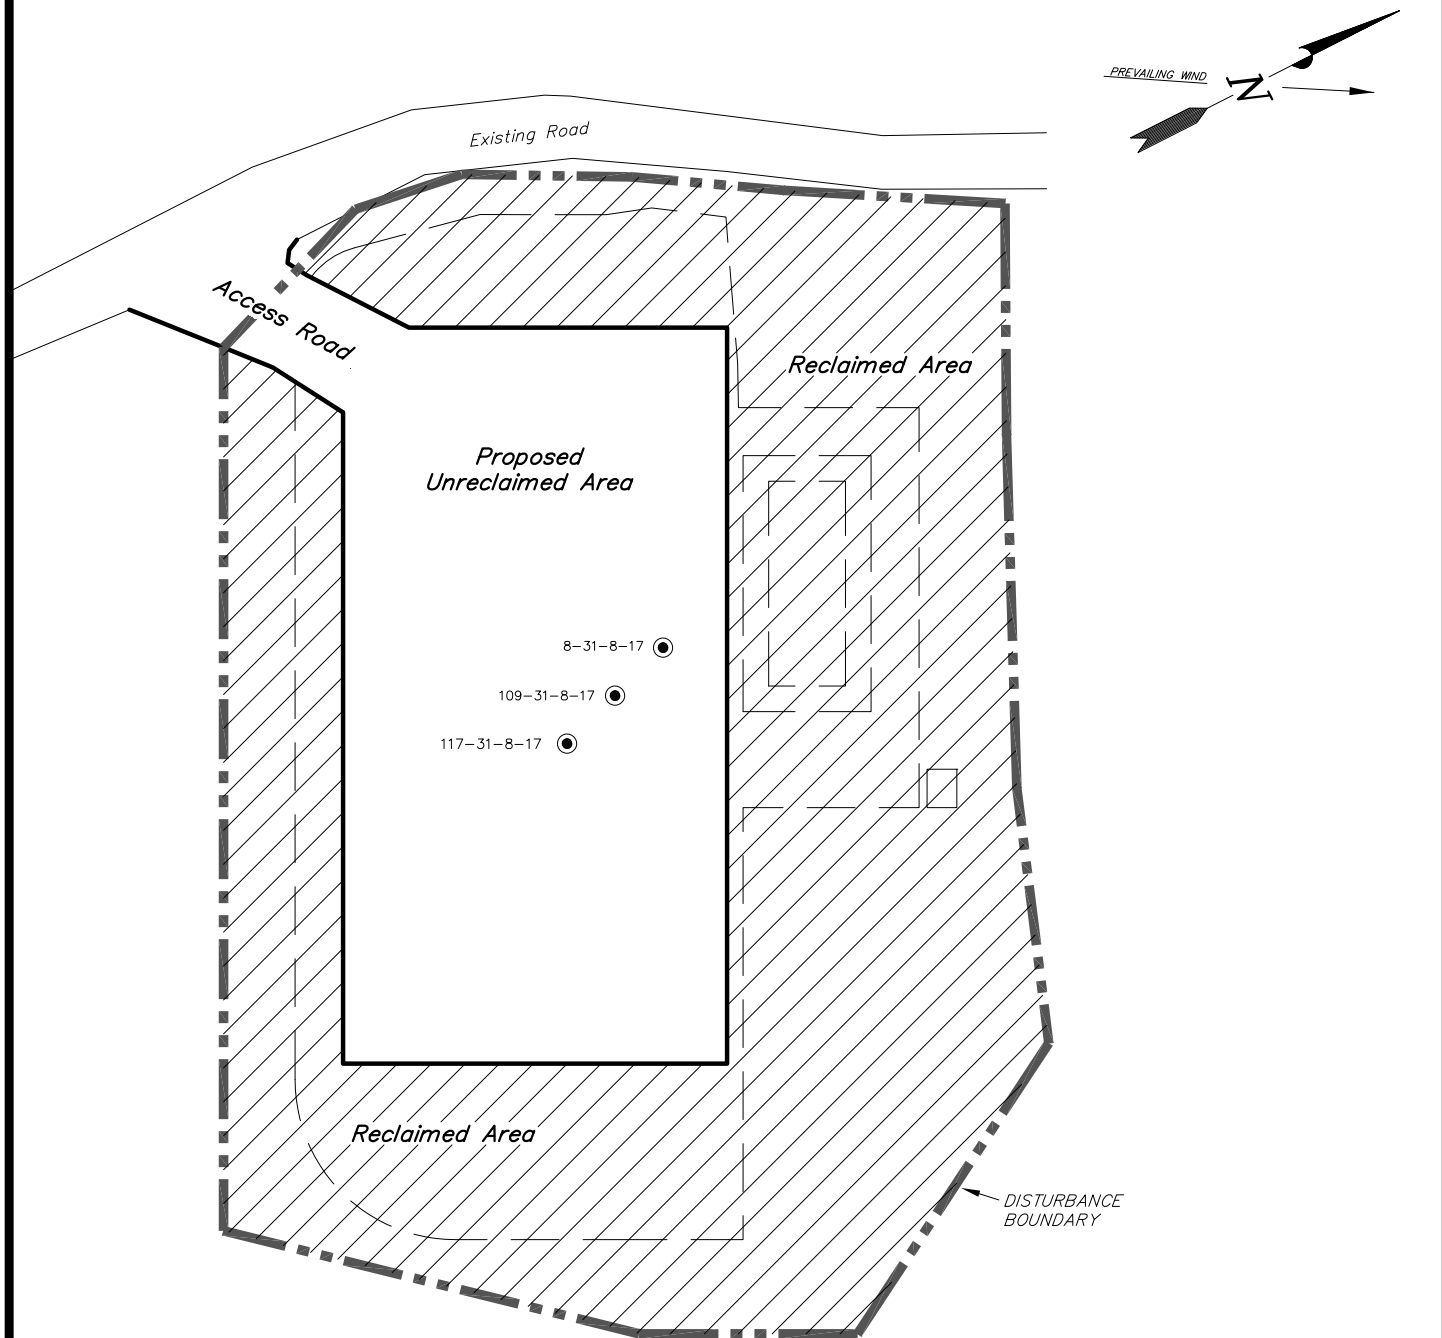 PREVAILING WIND
N
Existing Road
Access Road
Reclaimed Area
Proposed
Unreclaimed Area
8-31-8-17
109-31-8-17
117-31-8-17
Reclaimed Area
DISTURBANCE
BOUNDARY